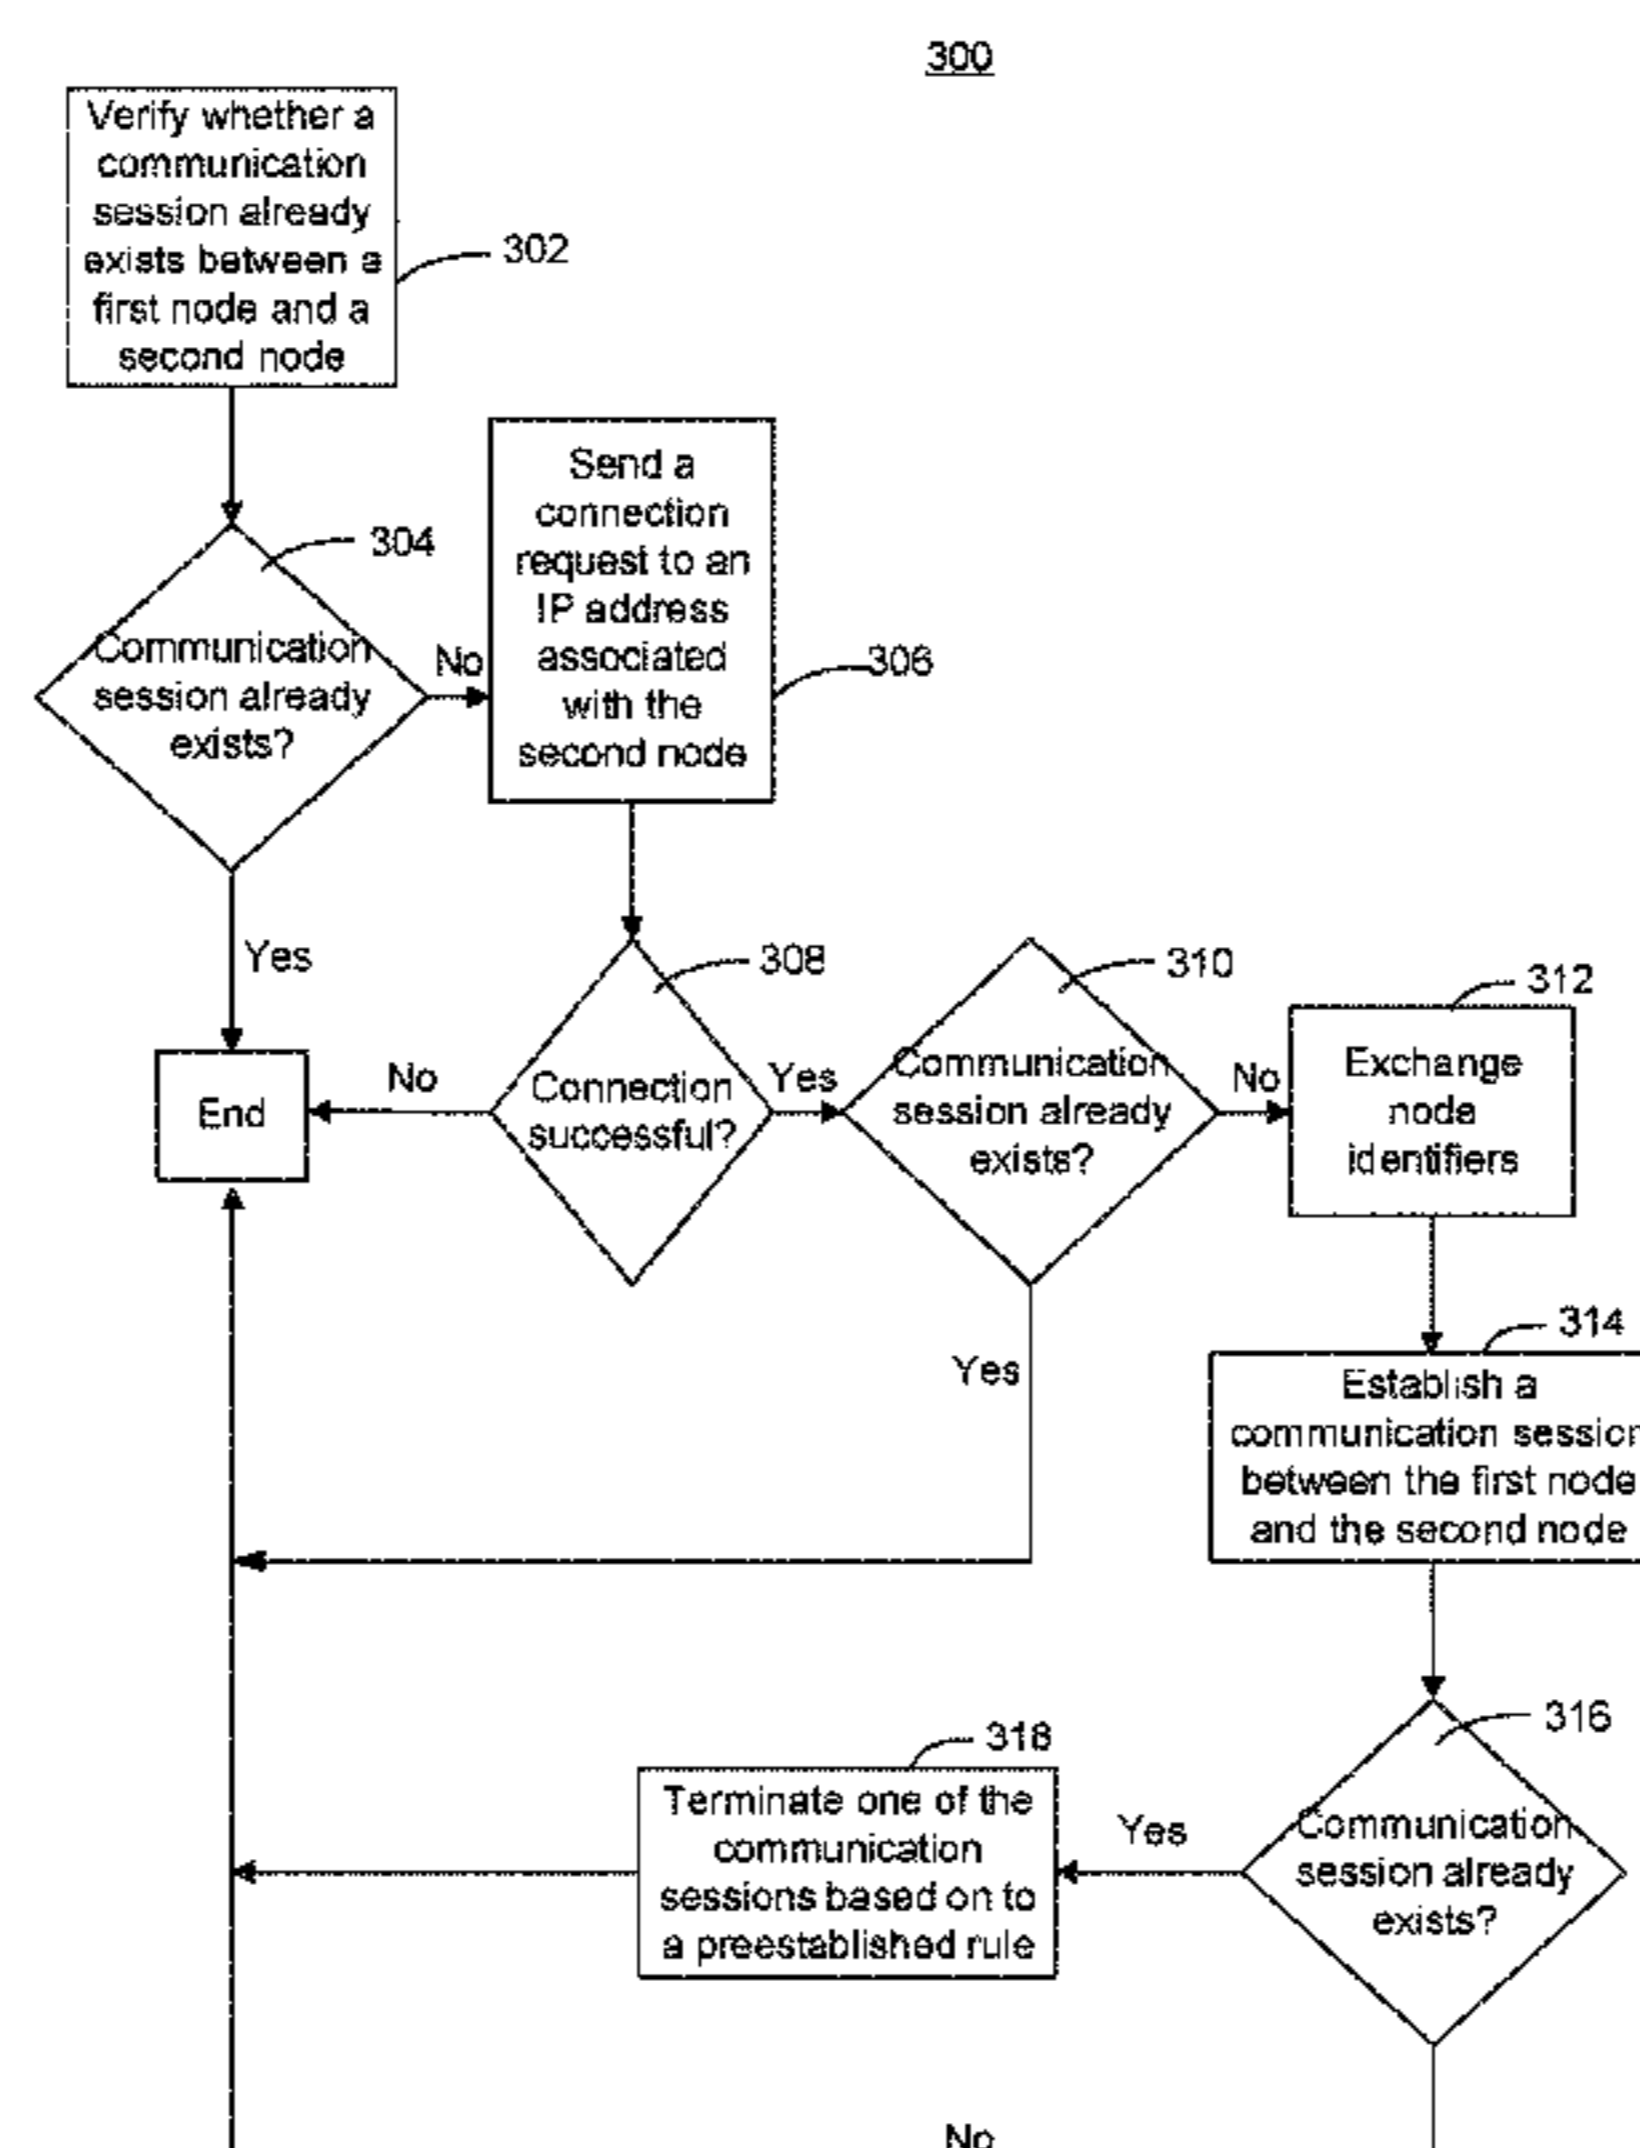 300
Verify whether a
communication
session already
exists between a
first node and a
second node
302
304
Communication
session already
exists?
No
Yes
Send a
connection
request to an
IP address
associated
with the
second node
306
308
Connection
successful?
No
Yes
End
310
Communication
session already
exists?
No
Yes
312
Exchange
node
identifiers
314
Establish a
communication session
between the first node
and the second node
316
Communication
session already
exists?
Yes
318
Terminate one of the
communication
sessions based on to
a preestablished rule
No